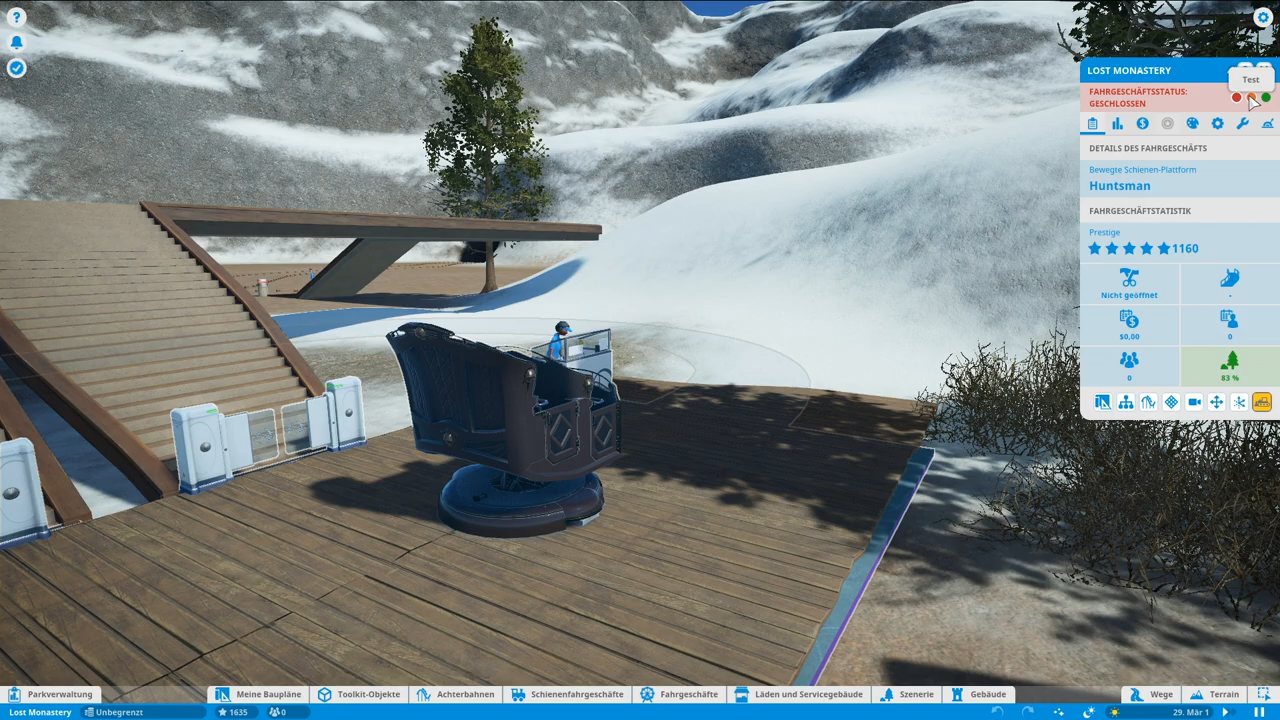 LOST MONASTERY
Test
FAHRGESCHÄFTSSTATUS:
GESCHLOSSEN
DETAILS DES FAHRGESCHÄFTS
Bewegte Schienen-Plattform
Huntsman
FAHRGESCHÄFTSTATISTIK
Prestige
1160
Nicht geöffnet
-
$0,00
0
0
83 %
Parkverwaltung
Meine Baupläne
Toolkit-Objekte
Achterbahnen
Schienenfahrgeschäfte
Fahrgeschäfte
Läden und Servicegebäude
Szenerie
Gebäude
Wege
Terrain
Lost Monastery
Unbegrenzt
1635
0
29. Mär 1